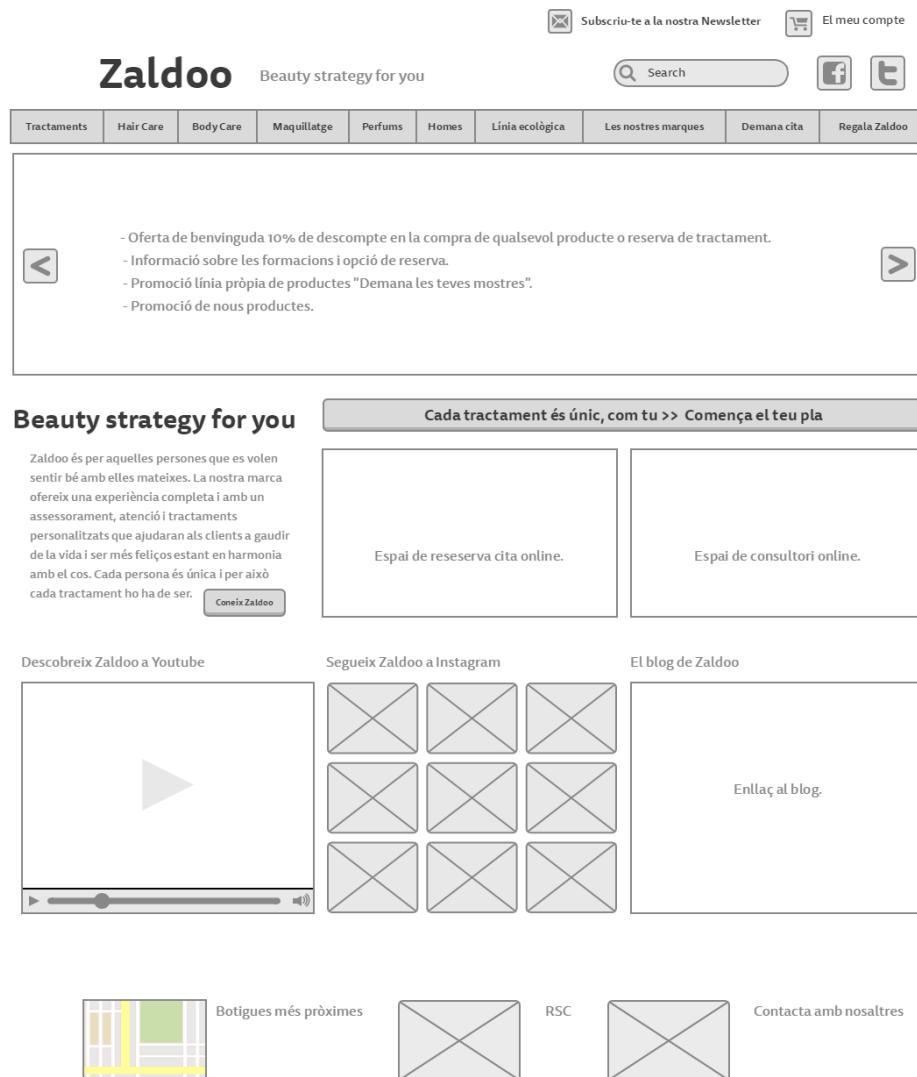 Subscriu-te a la nostra Newsletter
El meu compte
Zaldoo
Beauty strategy for you
Search
Tractaments
Hair Care
Body Care
Maquillatge
Perfums
Homes
Línia ecològica
Les nostres marques
Demana cita
Regala Zaldoo
- Oferta de benvinguda 10% de descompte en la compra de qualsevol producte o reserva de tractament.
- Informació sobre les formacions i opció de reserva.
- Promoció línia pròpia de productes "Demana les teves mostres".
- Promoció de nous productes.
<
>
Beauty strategy for you
Cada tractament és únic, com tu >> Comença el teu pla
Zaldoo és per aquelles persones que es volen
sentir bé amb elles mateixes. La nostra marca
ofereix una experiència completa i amb un
assessorament, atenció i tractaments
personalitzats que ajudaran als clients a gaudir
de la vida i ser més feliços estant en harmonia
amb el cos. Cada persona és única i per això
cada tractament ho ha de ser.
Coneix Zaldoo
Espai de reseserva cita online.
Espai de consultori online.
Descobreix Zaldoo a Youtube
Segueix Zaldoo a Instagram
El blog de Zaldoo
Enllaç al blog.
Botigues més pròximes
RSC
Contacta amb nosaltres